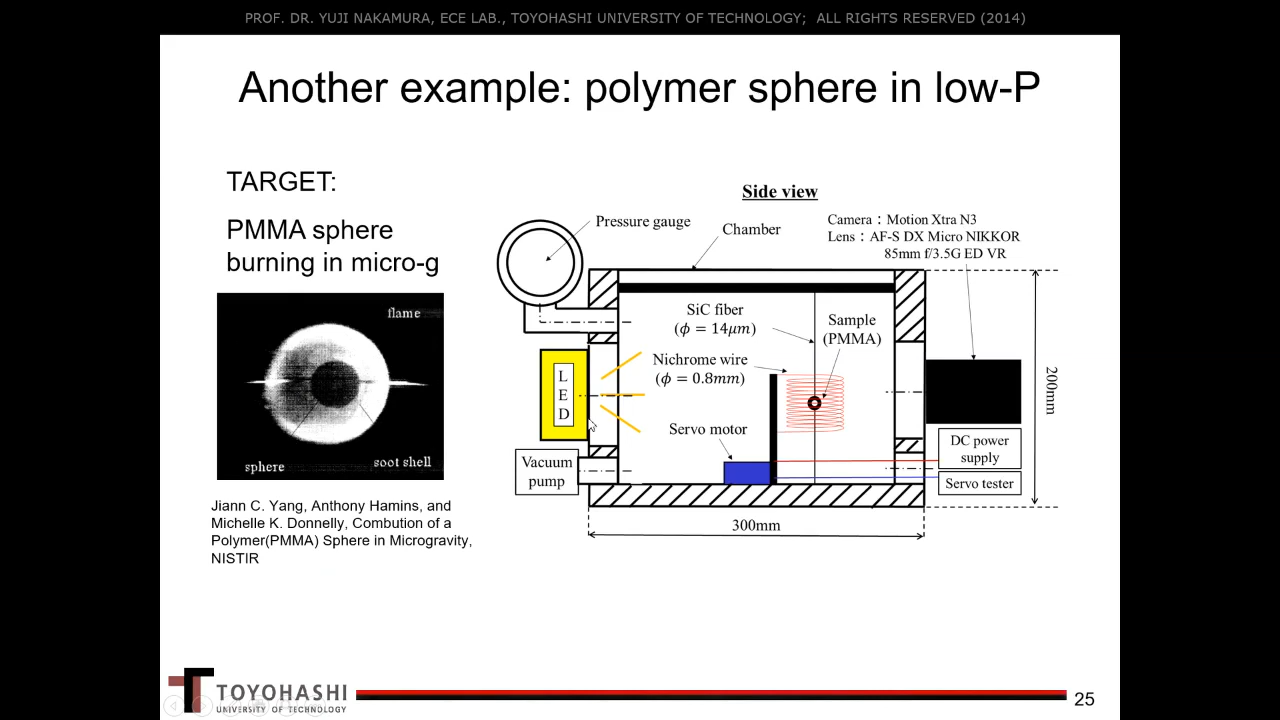 PROF. DR. YUJI NAKAMURA, ECE LAB., TOYOHASHI UNIVERSITY OF TECHNOLOGY; ALL RIGHTS RESERVED (2014)
Another example: polymer sphere in low-P
TARGET:
PMMA sphere
burning in micro-g
flame
sphere
soot shell
Jiann C. Yang, Anthony Hamins, and
Michelle K. Donnelly, Combution of a
Polymer(PMMA) Sphere in Microgravity,
NISTIR
Side view
Pressure gauge
Chamber
Camera：Motion Xtra N3
Lens：AF-S DX Micro NIKKOR
85mm f/3.5G ED VR
SiC fiber
(ϕ = 14μm)
Sample
(PMMA)
Nichrome wire
(ϕ = 0.8mm)
L
E
D
Servo motor
Vacuum
pump
DC power
supply
Servo tester
200mm
300mm
TOYOHASHI
UNIVERSITY OF TECHNOLOGY
25